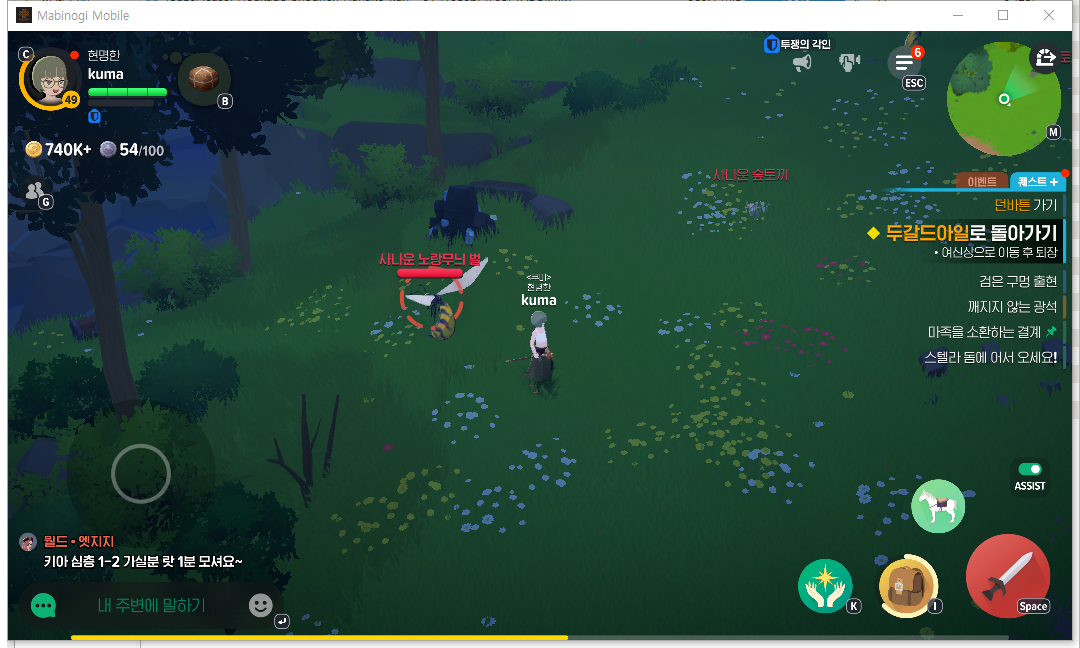 Mabinogi Mobile
C
현명한
kuma
49
B
740K+
54/100
G
투쟁의 각인
6
ESC
M
이벤트
퀘스트 +
던바튼 가기
두갈드아일로 돌아가기
• 여신상으로 이동 후 퇴장
검은 구멍 출현
깨지지 않는 광석
마족을 소환하는 결계
스텔라 돔에 어서 오세요!
사나운 숲토끼
사나운 노랑무늬 벌
현명한
kuma
ASSIST
월드 • 엣지지
키아 심층 1-2 가실분 랏 1분 모셔요~
내 주변에 말하기
K
I
Space